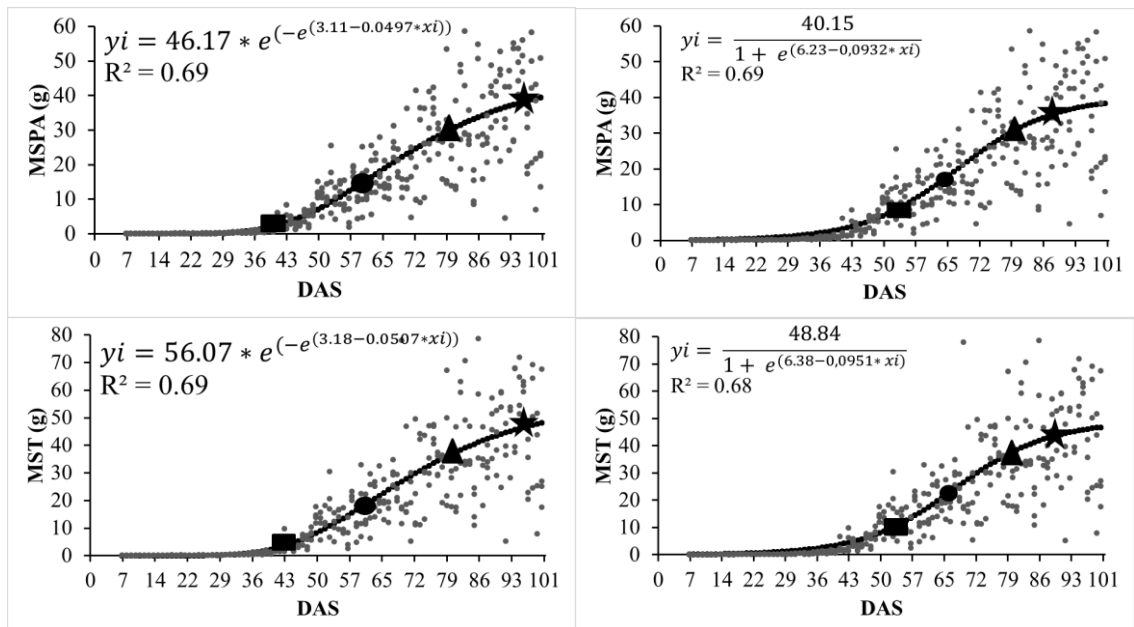 yi = 46.17 * e^(−e^(3.11−0.0497*xi))
R² = 0.69
MSPA (g)
60
50
40
30
20
10
0
0 7 14 22 29 36 43 50 57 65 72 79 86 93 101
DAS
yi = 40.15 / 1 + e^(6.23−0,0932* xi)
R² = 0.69
MSPA (g)
60
50
40
30
20
10
0
0 7 14 22 29 36 43 50 57 65 72 79 86 93 101
DAS
yi = 56.07 * e^(−e^(3.18−0.0507*xi))
R² = 0.69
MST (g)
80
70
60
50
40
30
20
10
0
0 7 14 22 29 36 43 50 57 65 72 79 86 93 101
DAS
yi = 48.84 / 1 + e^(6.38−0,0951* xi)
R² = 0.68
MST (g)
80
70
60
50
40
30
20
10
0
0 7 14 22 29 36 43 50 57 65 72 79 86 93 101
DAS